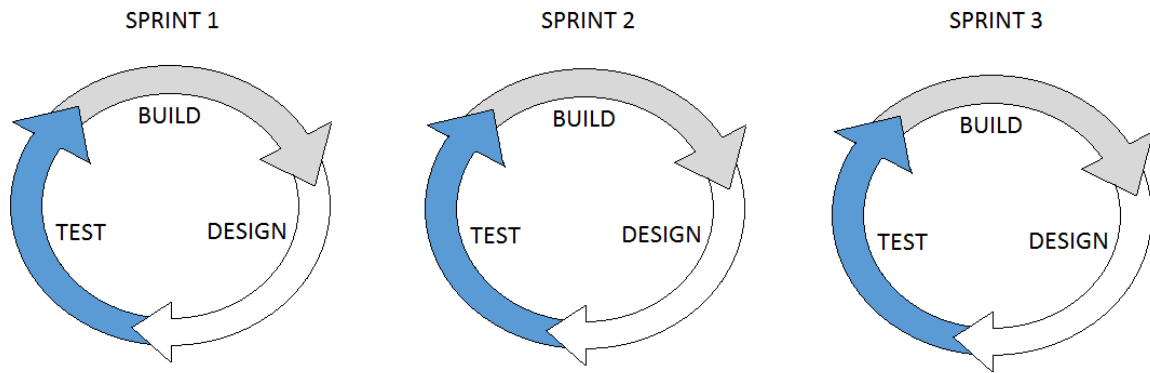 SPRINT 1
SPRINT 2
SPRINT 3
BUILD
TEST
DESIGN
BUILD
TEST
DESIGN
BUILD
TEST
DESIGN